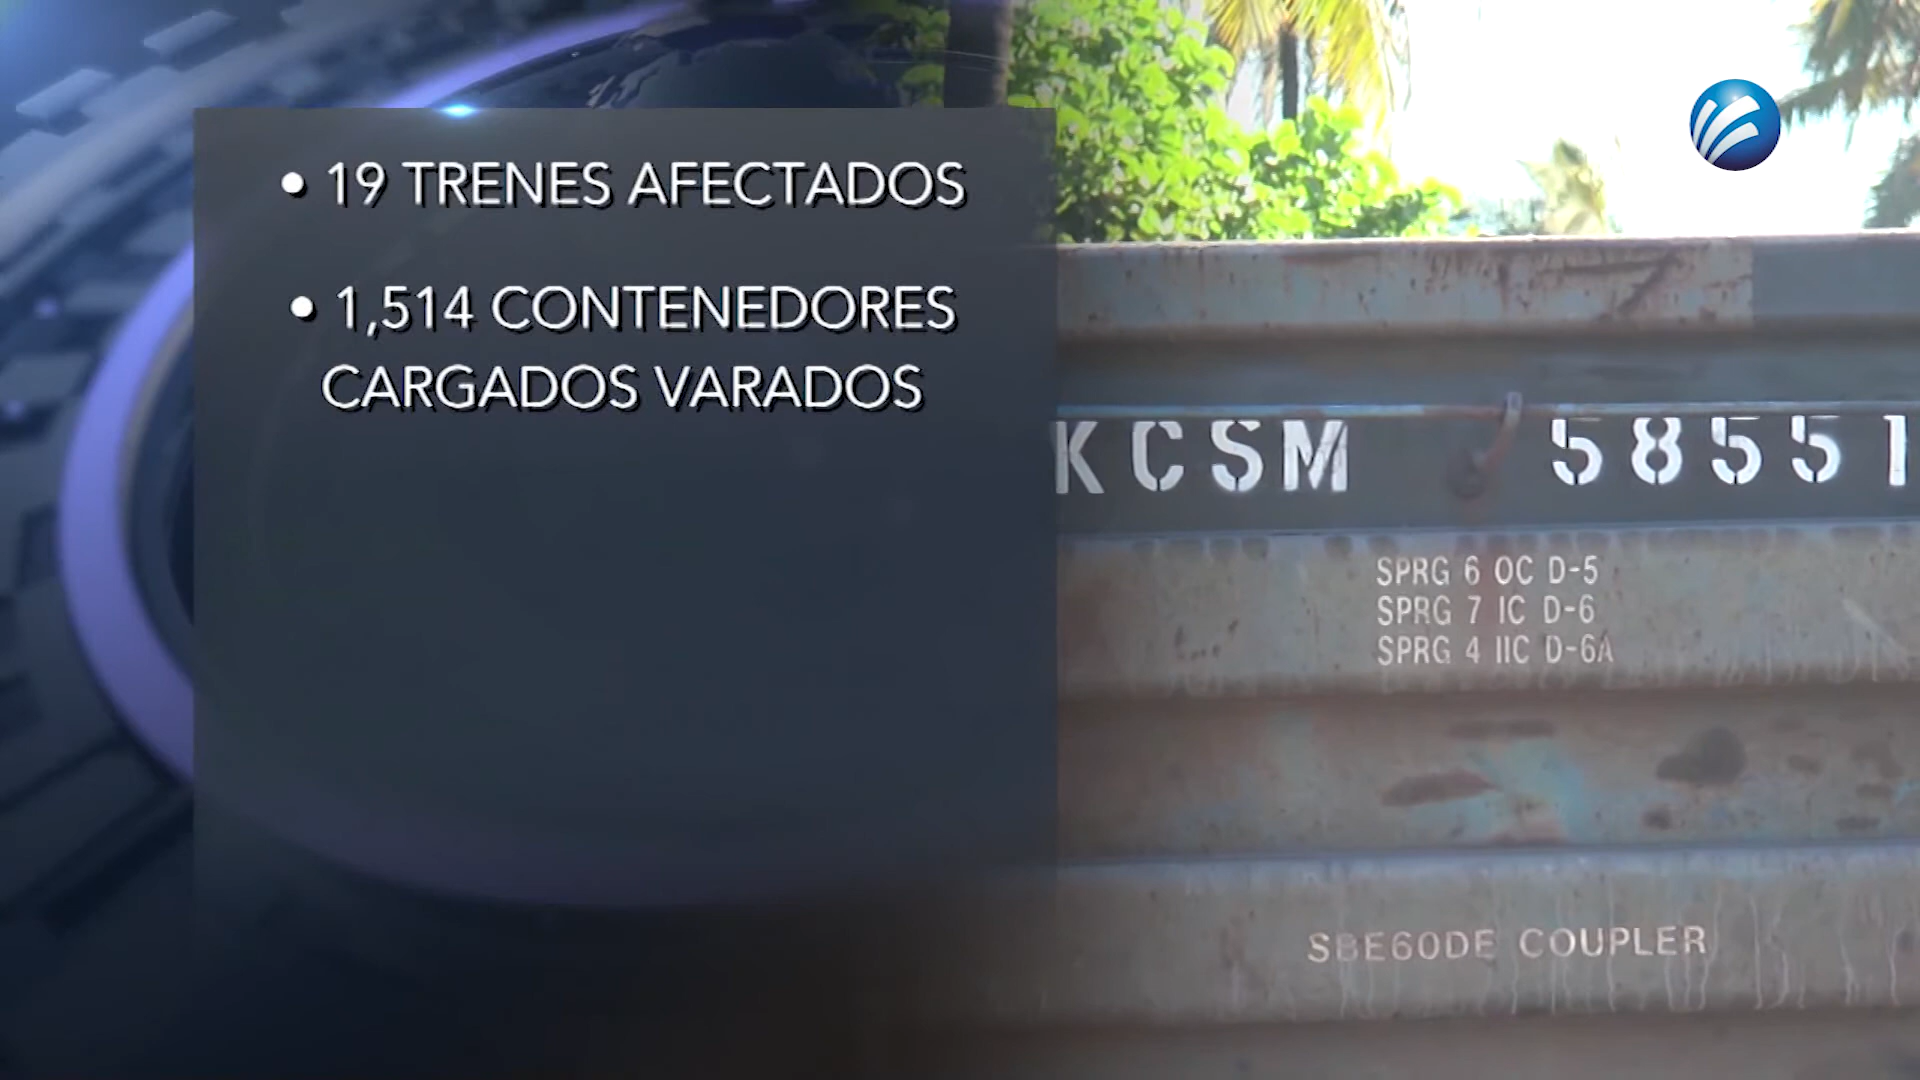 • 19 TRENES AFECTADOS
• 1,514 CONTENEDORES
CARGADOS VARADOS
KCSM 58551
SPRG 6 OC D-5
SPRG 7 IC D-6
SPRG 4 IIC D-6A
SBE60DE COUPLER